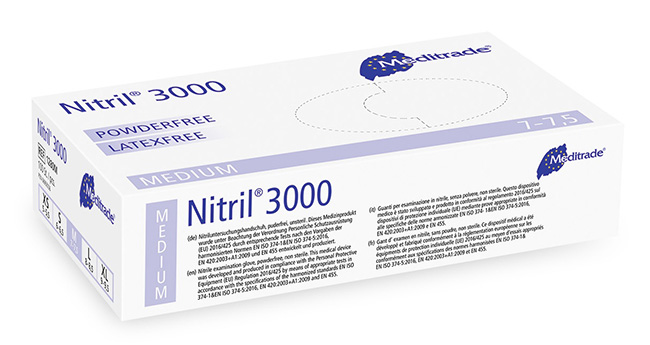 Meditrade®
Nitril® 3000
POWDERFREE
LATEXFREE
MEDIUM
7–7,5
Nitril® 3000
REF
XS
S
M
L
XL
Meditrade®
MEDIUM
Nitril® 3000
(de) Nitriluntersuchungshandschuh, puderfrei, unsteril. Dieses Medizinprodukt
wurde unter Beachtung der Verordnung Persönliche Schutzausrüstung
(EU) 2016/425 durch entsprechende Tests nach den Vorgaben der
harmonisierten Normen EN ISO 374-1&EN ISO 374-5:2016,
EN 420:2003+A1:2009 und EN 455 entwickelt und produziert.
(en) Nitrile examination glove, powderfree, non sterile. This medical device
was developed and produced in compliance with the Personal Protective
Equipment (EU) Regulation 2016/425 by means of appropriate tests in
accordance with the specifications of the harmonized standards EN ISO
374-1&EN ISO 374-5:2016, EN 420:2003+A1:2009 and EN 455.
(it) Guanti per esaminazione in nitrile, senza polvere, non sterile. Questo dispositivo
medico è stato sviluppato e prodotto in conformità al regolamento 2016/425 sul
dispositivi di protezione individuale (UE) mediante prove appropriate in conformità
alle specifiche delle norme armonizzate EN ISO 374-1&EN ISO 374-5:2016,
EN 420:2003+A1:2009 e EN 455.
(fr) Gant d' examen en nitrile, sans poudre, non sterile. Ce dispositif médical a été
développé et fabriqué conformément à la réglementation européenne sur les
équipements de protection individuelle (UE) 2016/425 au moyen d'essais appropriés
conformément aux spécifications des normes harmonisées EN ISO 374-1&
EN ISO 374-5:2016, EN 420:2003+A1:2009 et EN 455.